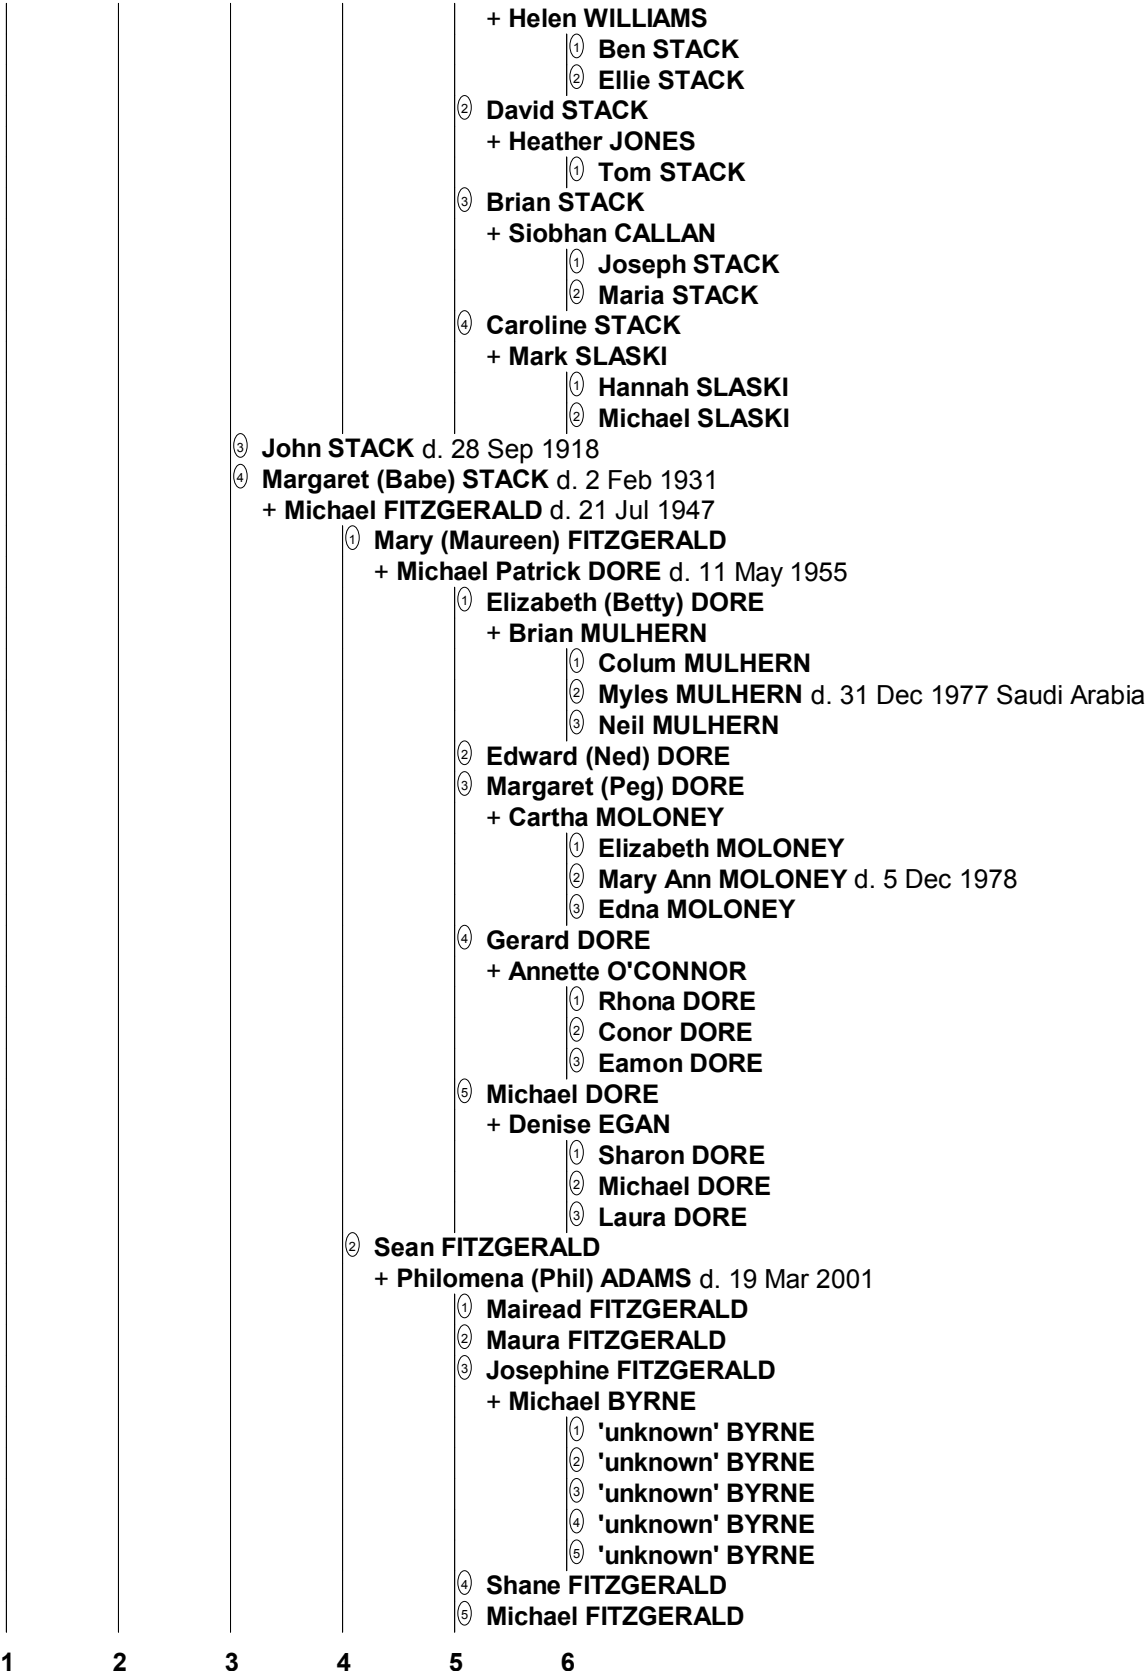 + Helen WILLIAMS
① Ben STACK
② Ellie STACK
② David STACK
+ Heather JONES
① Tom STACK
③ Brian STACK
+ Siobhan CALLAN
① Joseph STACK
② Maria STACK
④ Caroline STACK
+ Mark SLASKI
① Hannah SLASKI
② Michael SLASKI
③ John STACK d. 28 Sep 1918
④ Margaret (Babe) STACK d. 2 Feb 1931
+ Michael FITZGERALD d. 21 Jul 1947
① Mary (Maureen) FITZGERALD
+ Michael Patrick DORE d. 11 May 1955
① Elizabeth (Betty) DORE
+ Brian MULHERN
① Colum MULHERN
② Myles MULHERN d. 31 Dec 1977 Saudi Arabia
③ Neil MULHERN
② Edward (Ned) DORE
③ Margaret (Peg) DORE
+ Cartha MOLONEY
① Elizabeth MOLONEY
② Mary Ann MOLONEY d. 5 Dec 1978
③ Edna MOLONEY
④ Gerard DORE
+ Annette O'CONNOR
① Rhona DORE
② Conor DORE
③ Eamon DORE
⑤ Michael DORE
+ Denise EGAN
① Sharon DORE
② Michael DORE
③ Laura DORE
② Sean FITZGERALD
+ Philomena (Phil) ADAMS d. 19 Mar 2001
① Mairead FITZGERALD
② Maura FITZGERALD
③ Josephine FITZGERALD
+ Michael BYRNE
① 'unknown' BYRNE
② 'unknown' BYRNE
③ 'unknown' BYRNE
④ 'unknown' BYRNE
⑤ 'unknown' BYRNE
④ Shane FITZGERALD
⑤ Michael FITZGERALD
1 2 3 4 5 6